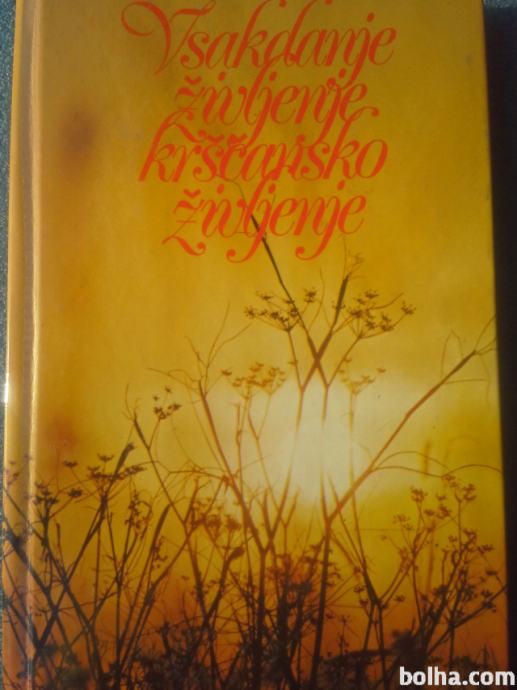 Vsakdanje
življenje
krščansko
življenje
bolha.com